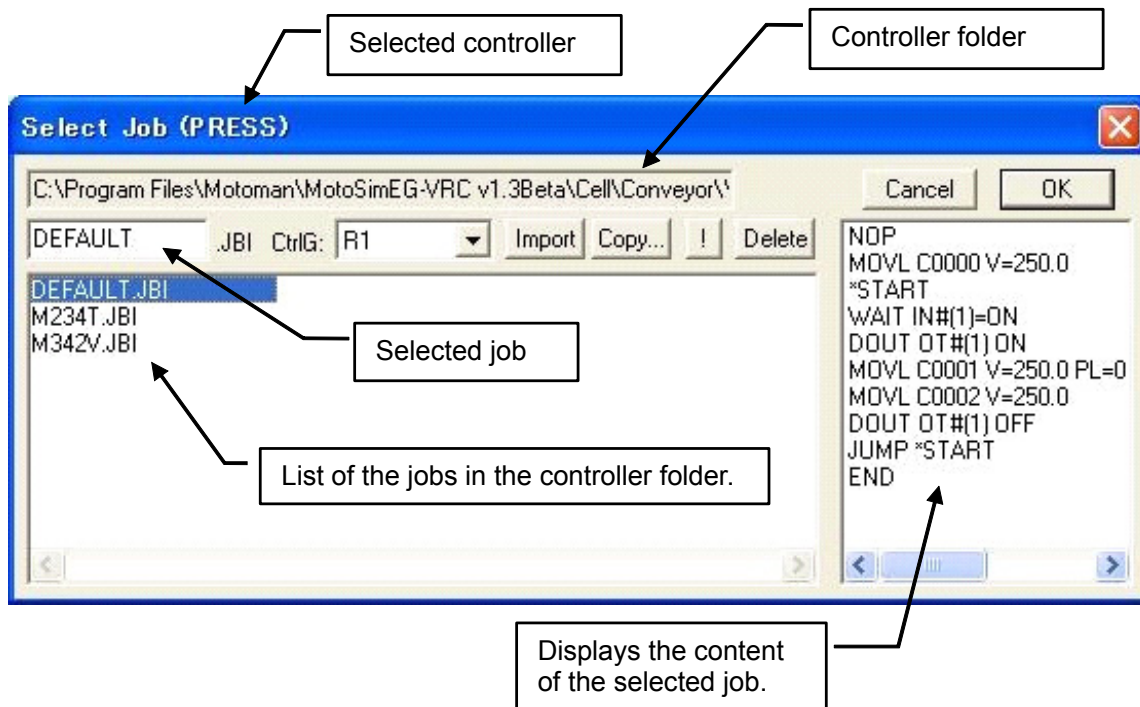 Selected controller
Controller folder
Select Job (PRESS)
C:\Program Files\Motoman\MotoSimEG-VRC v1.3Beta\Cell\Conveyor\
Cancel
OK
DEFAULT
.JBI CtrlG: R1
Import
Copy...
!
Delete
DEFAULT.JBI
M234T.JBI
M342V.JBI
Selected job
List of the jobs in the controller folder.
NOP
MOVL C0000 V=250.0
*START
WAIT IN#(1)=ON
DOUT OT#(1) ON
MOVL C0001 V=250.0 PL=0
MOVL C0002 V=250.0
DOUT OT#(1) OFF
JUMP *START
END
Displays the content
of the selected job.